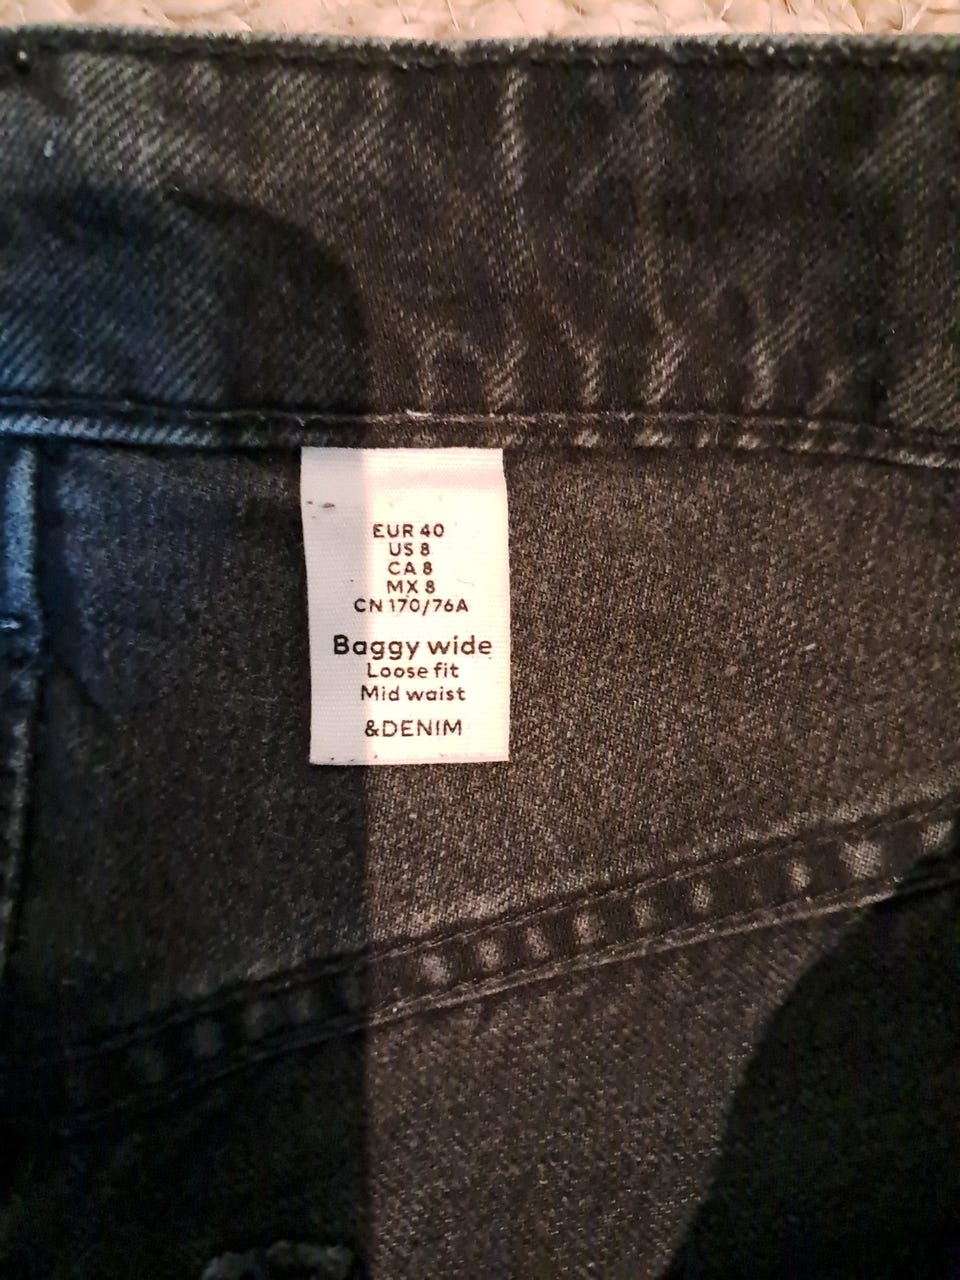 EUR 40
US 8
CA 8
MX 8
CN 170/76A
Baggy wide
Loose fit
Mid waist
&DENIM